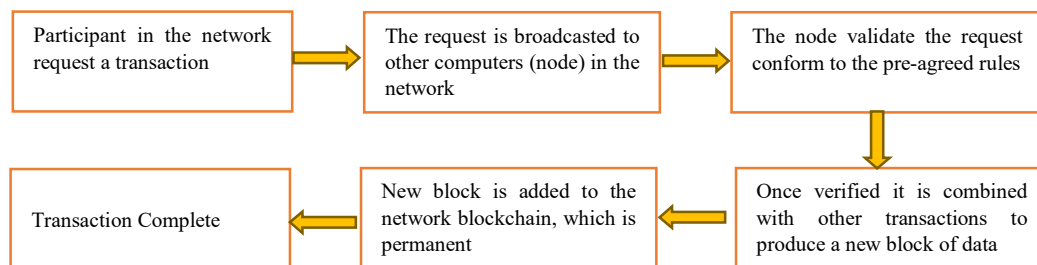 Participant in the network
request a transaction
The request is broadcasted to
other computers (node) in the
network
The node validate the request
conform to the pre-agreed rules
Once verified it is combined
with other transactions to
produce a new block of data
New block is added to the
network blockchain, which is
permanent
Transaction Complete